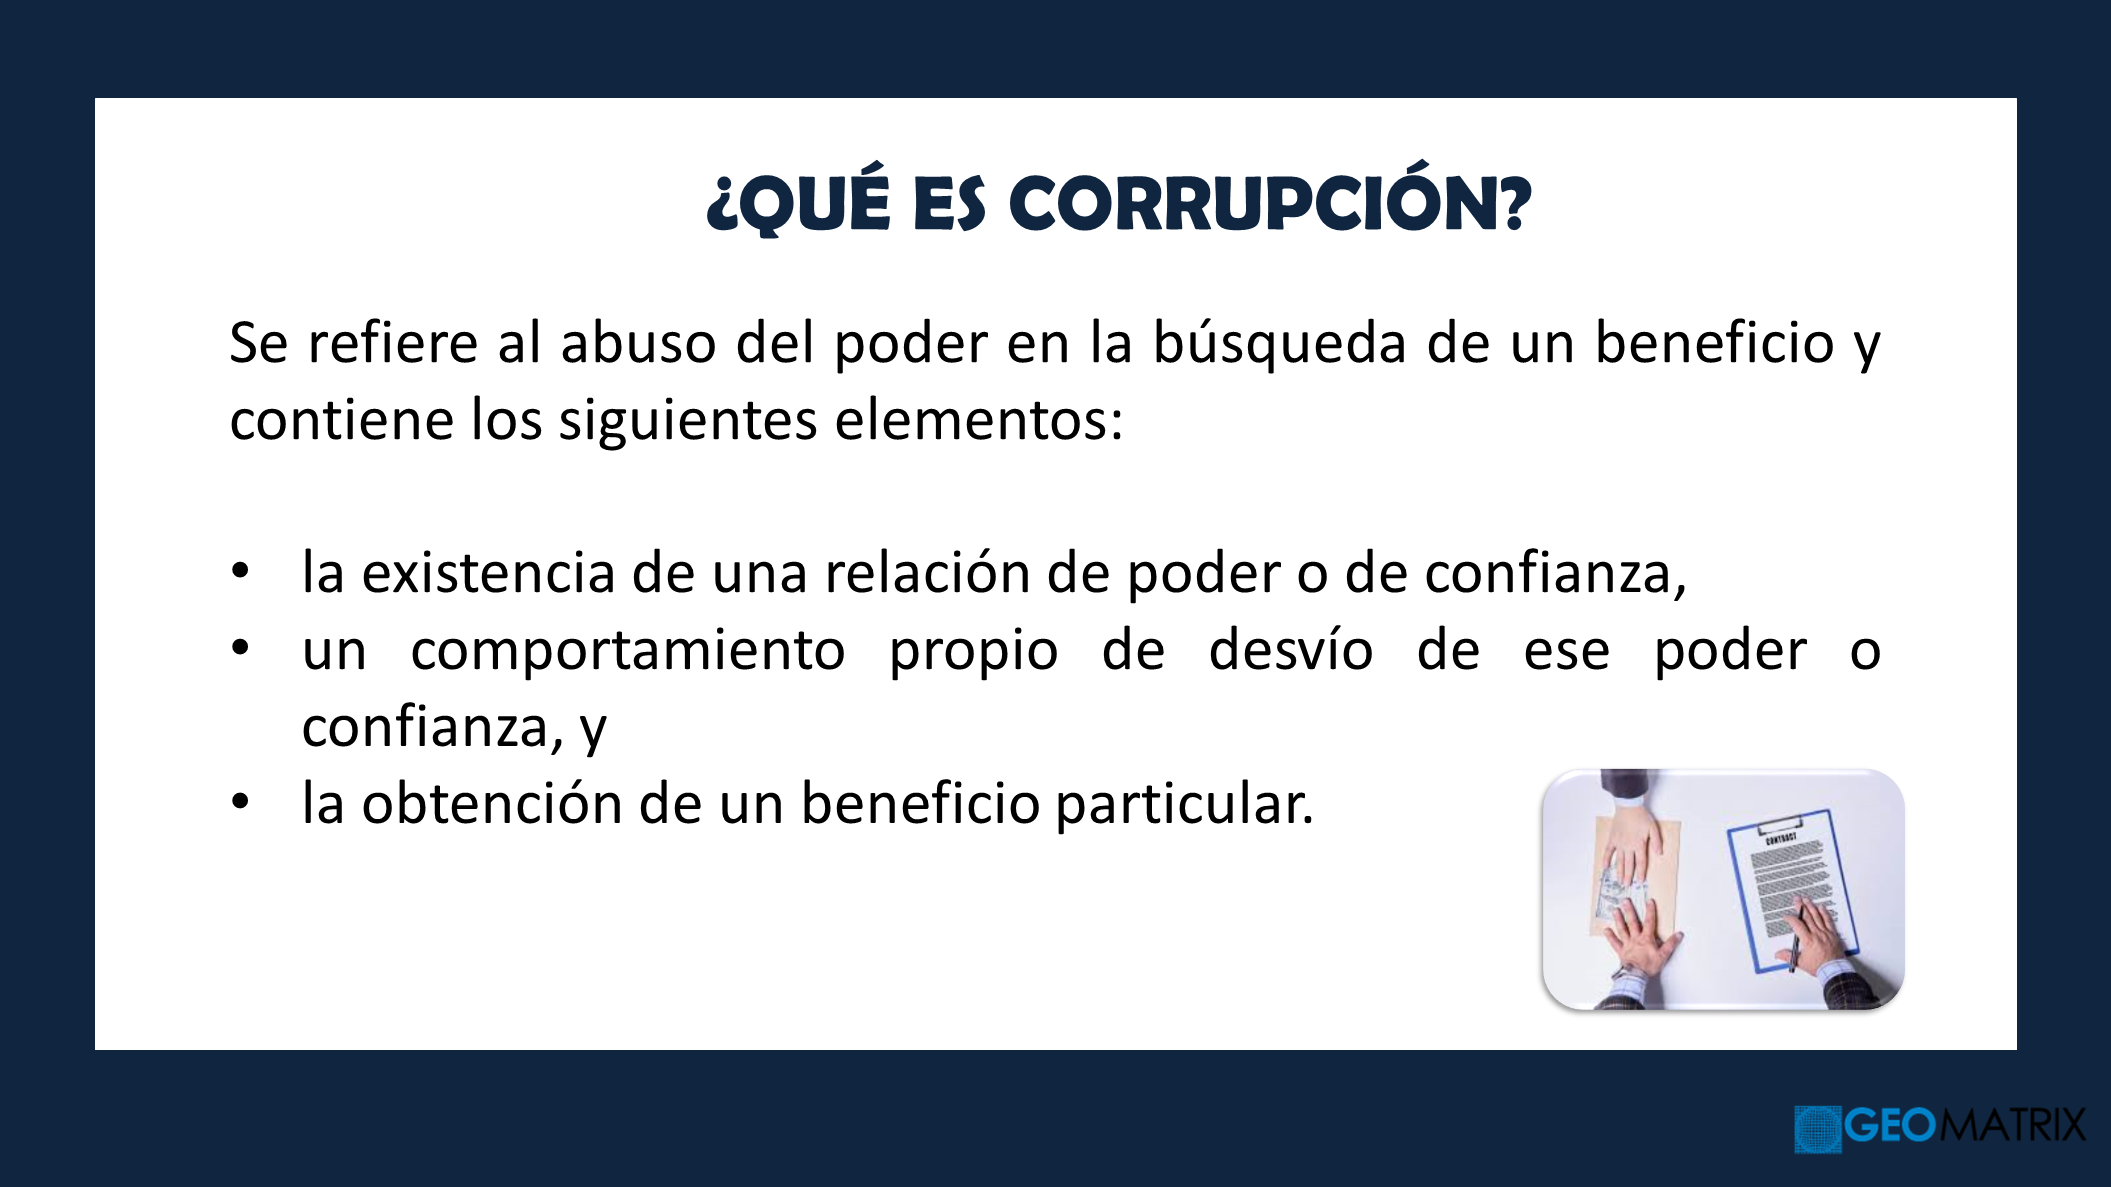 ¿QUÉ ES CORRUPCIÓN?
Se refiere al abuso del poder en la búsqueda de un beneficio y
contiene los siguientes elementos:
• la existencia de una relación de poder o de confianza,
• un comportamiento propio de desvío de ese poder o
confianza, y
• la obtención de un beneficio particular.
CONTRACT
GEOMATRIX